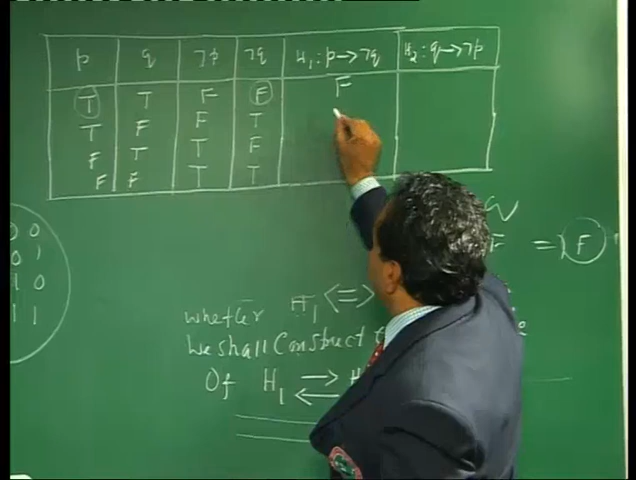 p q ¬p ¬q H₁: p → ¬q H₂: q → ¬p
T T F F F
T F F T
F T T F
F F T T
F = F
0 0
0 1
1 0
1 1
whether H₁ <=>
We shall Construct
Of H₁ ⇄ H